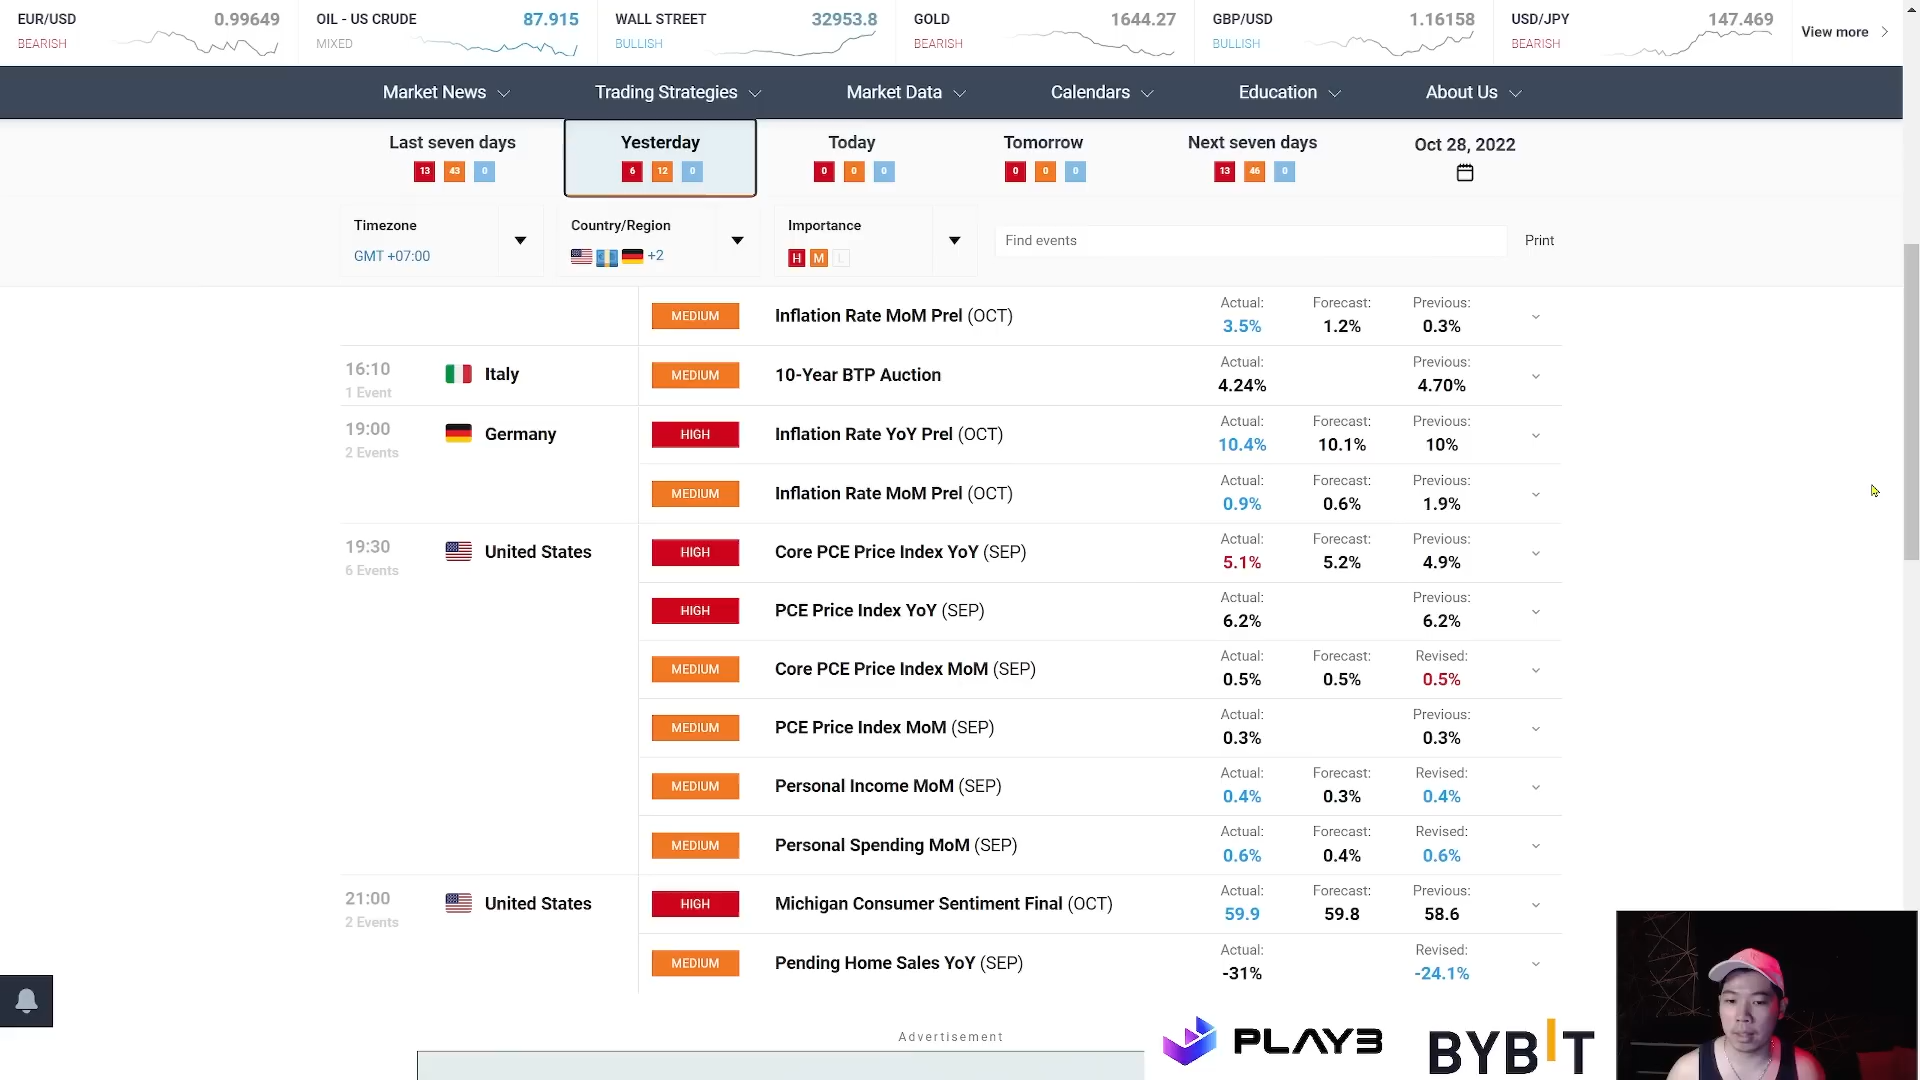 EUR/USD 0.99649
BEARISH
OIL - US CRUDE 87.915
MIXED
WALL STREET 32953.8
BULLISH
GOLD 1644.27
BEARISH
GBP/USD 1.16158
BULLISH
USD/JPY 147.469
BEARISH
View more
Market News Trading Strategies Market Data Calendars Education About Us
Last seven days
13 43 0
Yesterday
6 12 0
Today
0 0 0
Tomorrow
0 0 0
Next seven days
13 46 0
Oct 28, 2022
Timezone
GMT +07:00
Country/Region
+2
Importance
H M L
Find events
Print
MEDIUM Inflation Rate MoM Prel (OCT)
Actual: Forecast: Previous:
3.5% 1.2% 0.3%
16:10 Italy
1 Event
MEDIUM 10-Year BTP Auction
Actual: Previous:
4.24% 4.70%
19:00 Germany
2 Events
HIGH Inflation Rate YoY Prel (OCT)
Actual: Forecast: Previous:
10.4% 10.1% 10%
MEDIUM Inflation Rate MoM Prel (OCT)
Actual: Forecast: Previous:
0.9% 0.6% 1.9%
19:30 United States
6 Events
HIGH Core PCE Price Index YoY (SEP)
Actual: Forecast: Previous:
5.1% 5.2% 4.9%
HIGH PCE Price Index YoY (SEP)
Actual: Previous:
6.2% 6.2%
MEDIUM Core PCE Price Index MoM (SEP)
Actual: Forecast: Revised:
0.5% 0.5% 0.5%
MEDIUM PCE Price Index MoM (SEP)
Actual: Previous:
0.3% 0.3%
MEDIUM Personal Income MoM (SEP)
Actual: Forecast: Revised:
0.4% 0.3% 0.4%
MEDIUM Personal Spending MoM (SEP)
Actual: Forecast: Revised:
0.6% 0.4% 0.6%
21:00 United States
2 Events
HIGH Michigan Consumer Sentiment Final (OCT)
Actual: Forecast: Previous:
59.9 59.8 58.6
MEDIUM Pending Home Sales YoY (SEP)
Actual: Revised:
-31% -24.1%
Advertisement
PLAY3
BYBIT